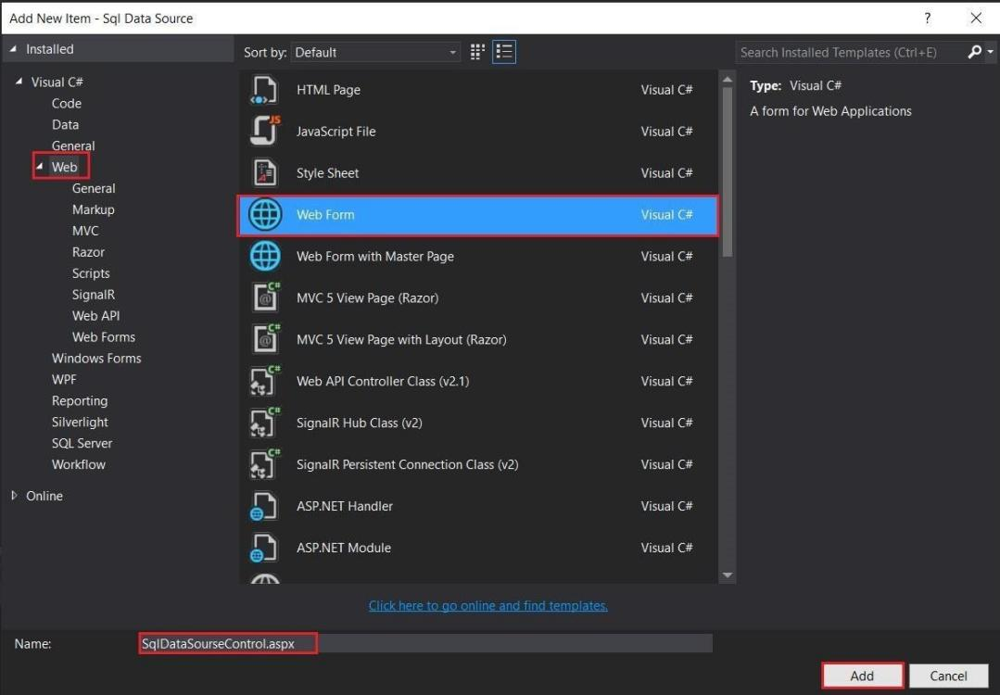 Add New Item - Sql Data Source
?
Installed
Sort by: Default
Search Installed Templates (Ctrl+E)
Visual C#
Code
Data
General
Web
General
Markup
MVC
Razor
Scripts
SignalR
Web API
Web Forms
Windows Forms
WPF
Reporting
Silverlight
SQL Server
Workflow
Online
HTML Page Visual C#
JavaScript File Visual C#
Style Sheet Visual C#
Web Form Visual C#
Web Form with Master Page Visual C#
MVC 5 View Page (Razor) Visual C#
MVC 5 View Page with Layout (Razor) Visual C#
Web API Controller Class (v2.1) Visual C#
SignalR Hub Class (v2) Visual C#
SignalR Persistent Connection Class (v2) Visual C#
ASP.NET Handler Visual C#
ASP.NET Module Visual C#
Type: Visual C#
A form for Web Applications
Click here to go online and find templates.
Name: SqlDataSourseControl.aspx
Add Cancel